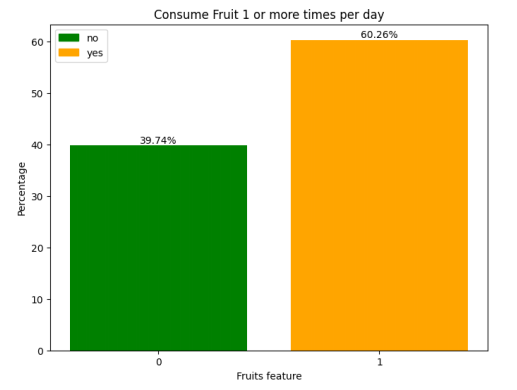 Consume Fruit 1 or more times per day
no
yes
60.26%
39.74%
60
50
40
30
20
10
0
Percentage
0 1
Fruits feature